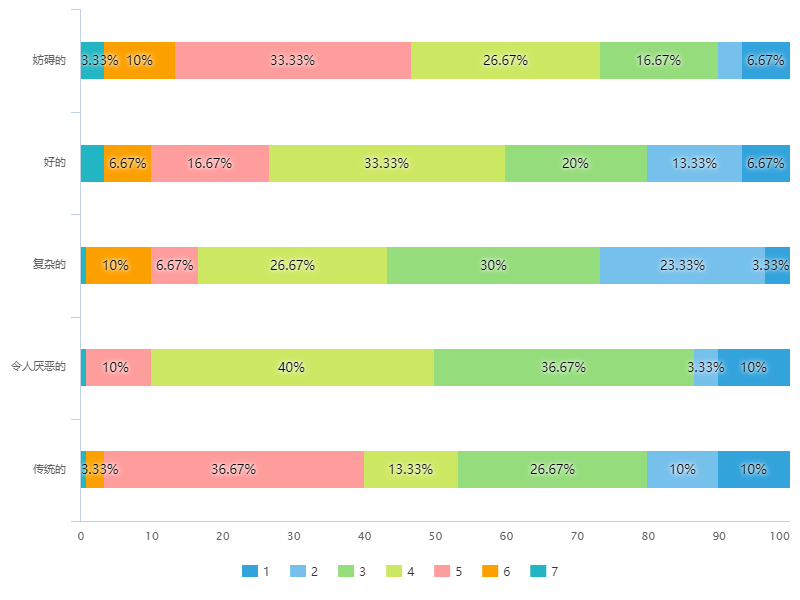 妨碍的 3.33% 10% 33.33% 26.67% 16.67% 6.67%
好的 6.67% 16.67% 33.33% 20% 13.33% 6.67%
复杂的 10% 6.67% 26.67% 30% 23.33% 3.33%
令人厌恶的 10% 40% 36.67% 3.33% 10%
传统的 3.33% 36.67% 13.33% 26.67% 10% 10%
0 10 20 30 40 50 60 70 80 90 100
1 2 3 4 5 6 7